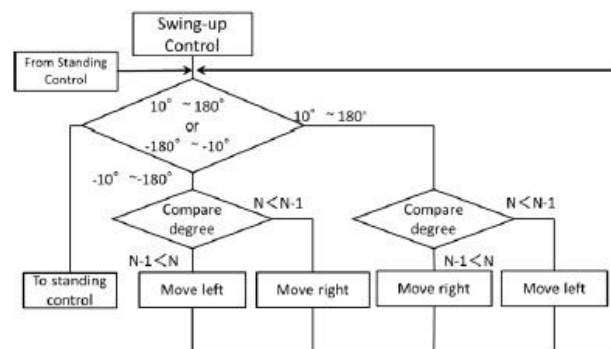 Swing-up
Control
From Standing
Control
10° ~180°
or
-180° ~-10°
10° ~180°
-10° ~-180°
Compare
degree
N<N-1
N-1<N
Compare
degree
N<N-1
N-1<N
To standing
control
Move left
Move right
Move right
Move left